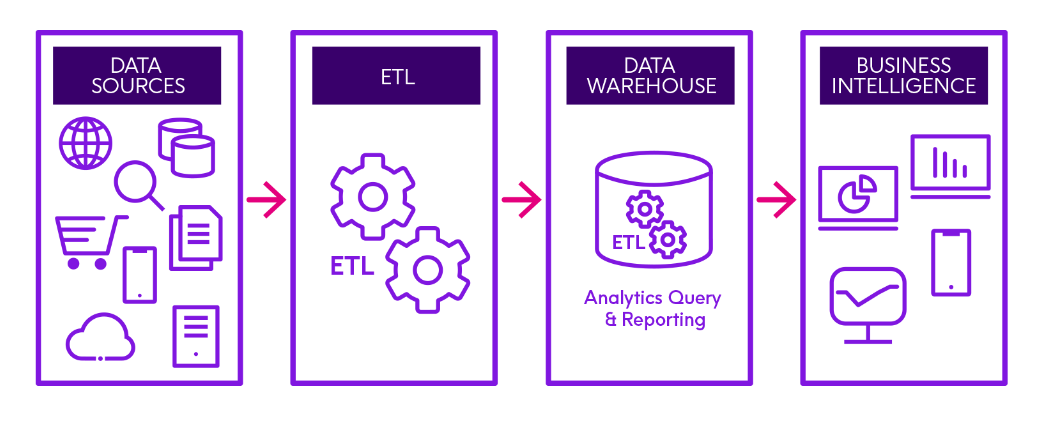 DATA
SOURCES
ETL
ETL
DATA
WAREHOUSE
ETL
Analytics Query
& Reporting
BUSINESS
INTELLIGENCE